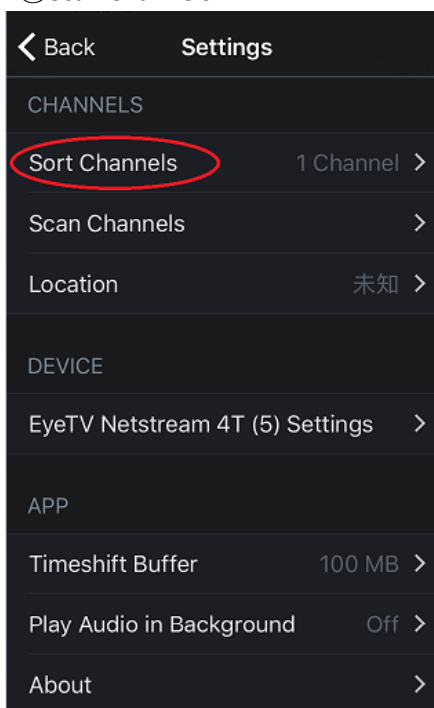 Back Settings
CHANNELS
Sort Channels 1 Channel
Scan Channels
Location 未知
DEVICE
EyeTV Netstream 4T (5) Settings
APP
Timeshift Buffer 100 MB
Play Audio in Background Off
About